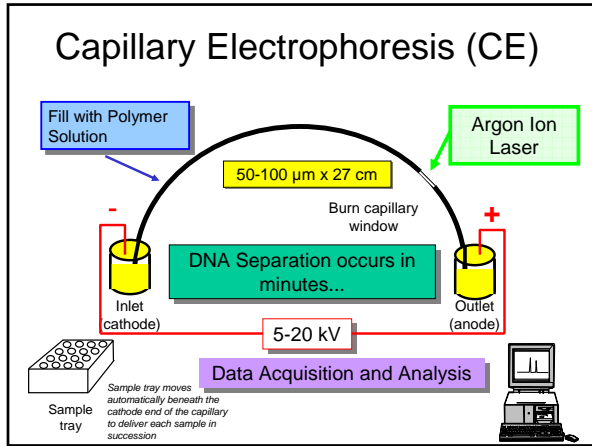 Capillary Electrophoresis (CE)
Fill with Polymer
Solution
Argon Ion
Laser
50-100 µm x 27 cm
Burn capillary
window
-
+
DNA Separation occurs in
minutes...
Inlet
(cathode)
Outlet
(anode)
5-20 kV
Data Acquisition and Analysis
Sample
tray
Sample tray moves
automatically beneath the
cathode end of the capillary
to deliver each sample in
succession